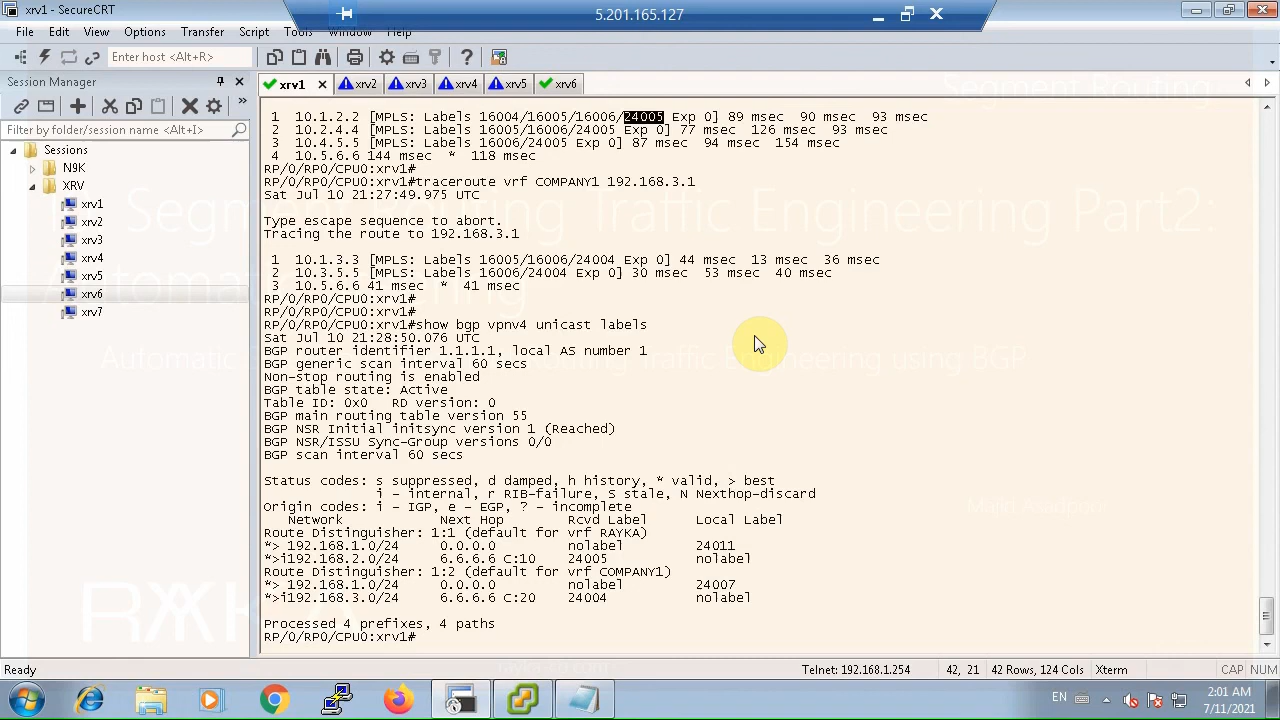 xrv1 - SecureCRT
5.201.165.127
File Edit View Options Transfer Script Tools Window Help
Enter host <Alt+R>
Session Manager
xrv1 xrv2 xrv3 xrv4 xrv5 xrv6
Filter by folder/session name <Alt+I>
Sessions
N9K
XRV
xrv1
xrv2
xrv3
xrv4
xrv5
xrv6
xrv7
1 10.1.2.2 [MPLS: Labels 16004/16005/16006/24005 Exp 0] 89 msec 90 msec 93 msec
2 10.2.4.4 [MPLS: Labels 16005/16006/24005 Exp 0] 77 msec 126 msec 93 msec
3 10.4.5.5 [MPLS: Labels 16006/24005 Exp 0] 87 msec 94 msec 154 msec
4 10.5.6.6 144 msec * 118 msec
RP/0/RP0/CPU0:xrv1#
RP/0/RP0/CPU0:xrv1#traceroute vrf COMPANY1 192.168.3.1
Sat Jul 10 21:27:49.975 UTC
Type escape sequence to abort.
Tracing the route to 192.168.3.1
1 10.1.3.3 [MPLS: Labels 16005/16006/24004 Exp 0] 44 msec 13 msec 36 msec
2 10.3.5.5 [MPLS: Labels 16006/24004 Exp 0] 30 msec 53 msec 40 msec
3 10.5.6.6 41 msec * 41 msec
RP/0/RP0/CPU0:xrv1#
RP/0/RP0/CPU0:xrv1#
RP/0/RP0/CPU0:xrv1#show bgp vpnv4 unicast labels
Sat Jul 10 21:28:50.076 UTC
BGP router identifier 1.1.1.1, local AS number 1
BGP generic scan interval 60 secs
Non-stop routing is enabled
BGP table state: Active
Table ID: 0x0 RD version: 0
BGP main routing table version 55
BGP NSR Initial initsync version 1 (Reached)
BGP NSR/ISSU Sync-Group versions 0/0
BGP scan interval 60 secs
Status codes: s suppressed, d damped, h history, * valid, > best
i - internal, r RIB-failure, S stale, N Nexthop-discard
Origin codes: i - IGP, e - EGP, ? - incomplete
Network Next Hop Rcvd Label Local Label
Route Distinguisher: 1:1 (default for vrf RAYKA)
*> 192.168.1.0/24 0.0.0.0 nolabel 24011
*>i192.168.2.0/24 6.6.6.6 C:10 24005 nolabel
Route Distinguisher: 1:2 (default for vrf COMPANY1)
*> 192.168.1.0/24 0.0.0.0 nolabel 24007
*>i192.168.3.0/24 6.6.6.6 C:20 24004 nolabel
Processed 4 prefixes, 4 paths
RP/0/RP0/CPU0:xrv1#
Segment Routing
Traffic Engineering Part2:
Traffic Engineering using BGP
Ready
Telnet: 192.168.1.254 42, 21 42 Rows, 124 Cols Xterm CAP NUM
EN
2:01 AM
7/11/2021